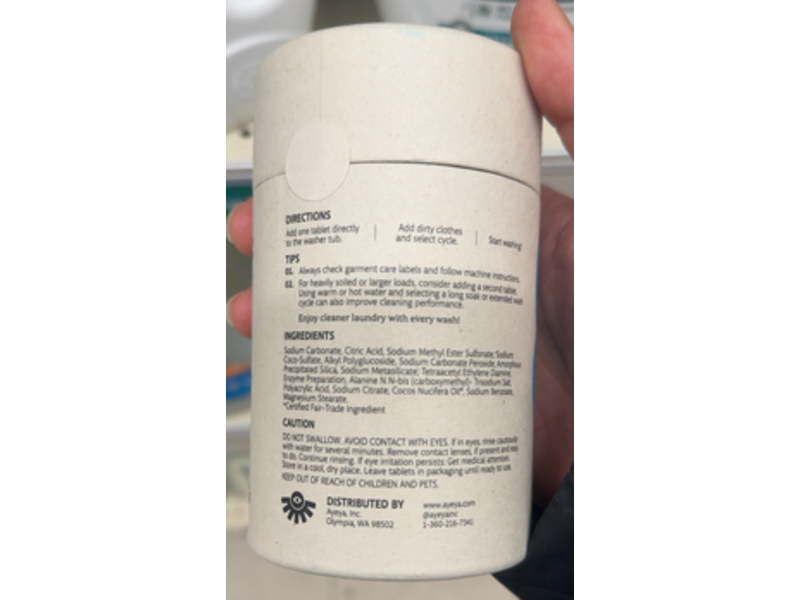 DIRECTIONS
Add one tablet directly
to the washer tub.
Add dirty clothes
and select cycle.
Start washing!
TIPS
01. Always check garment care labels and follow machine instructions.
02. For heavily soiled or larger loads, consider adding a second tablet.
Using warm or hot water and selecting a long soak or extended wash
cycle can also improve cleaning performance.
Enjoy cleaner laundry with every wash!
INGREDIENTS
Sodium Carbonate, Citric Acid, Sodium Methyl Ester Sulfonate, Sodium
Coco-Sulfate, Alkyl Polyglucoside, Sodium Carbonate Peroxide, Amorphous
Precipitated Silica, Sodium Metasilicate, Tetraacetyl Ethylene Diamine,
Enzyme Preparation, Alanine N N-bis (carboxymethyl)- Trisodium Salt,
Polyacrylic Acid, Sodium Citrate, Cocos Nucifera Oil*, Sodium Benzoate,
Magnesium Stearate.
*Certified Fair-Trade Ingredient
CAUTION
DO NOT SWALLOW. AVOID CONTACT WITH EYES. If in eyes, rinse cautiously
with water for several minutes. Remove contact lenses, if present and easy
to do. Continue rinsing. If eye irritation persists: Get medical attention.
Store in a cool, dry place. Leave tablets in packaging until ready to use.
KEEP OUT OF REACH OF CHILDREN AND PETS.
DISTRIBUTED BY
Ayeya, Inc.
Olympia, WA 98502
www.ayeya.com
@ayeyainc
1-360-216-7341